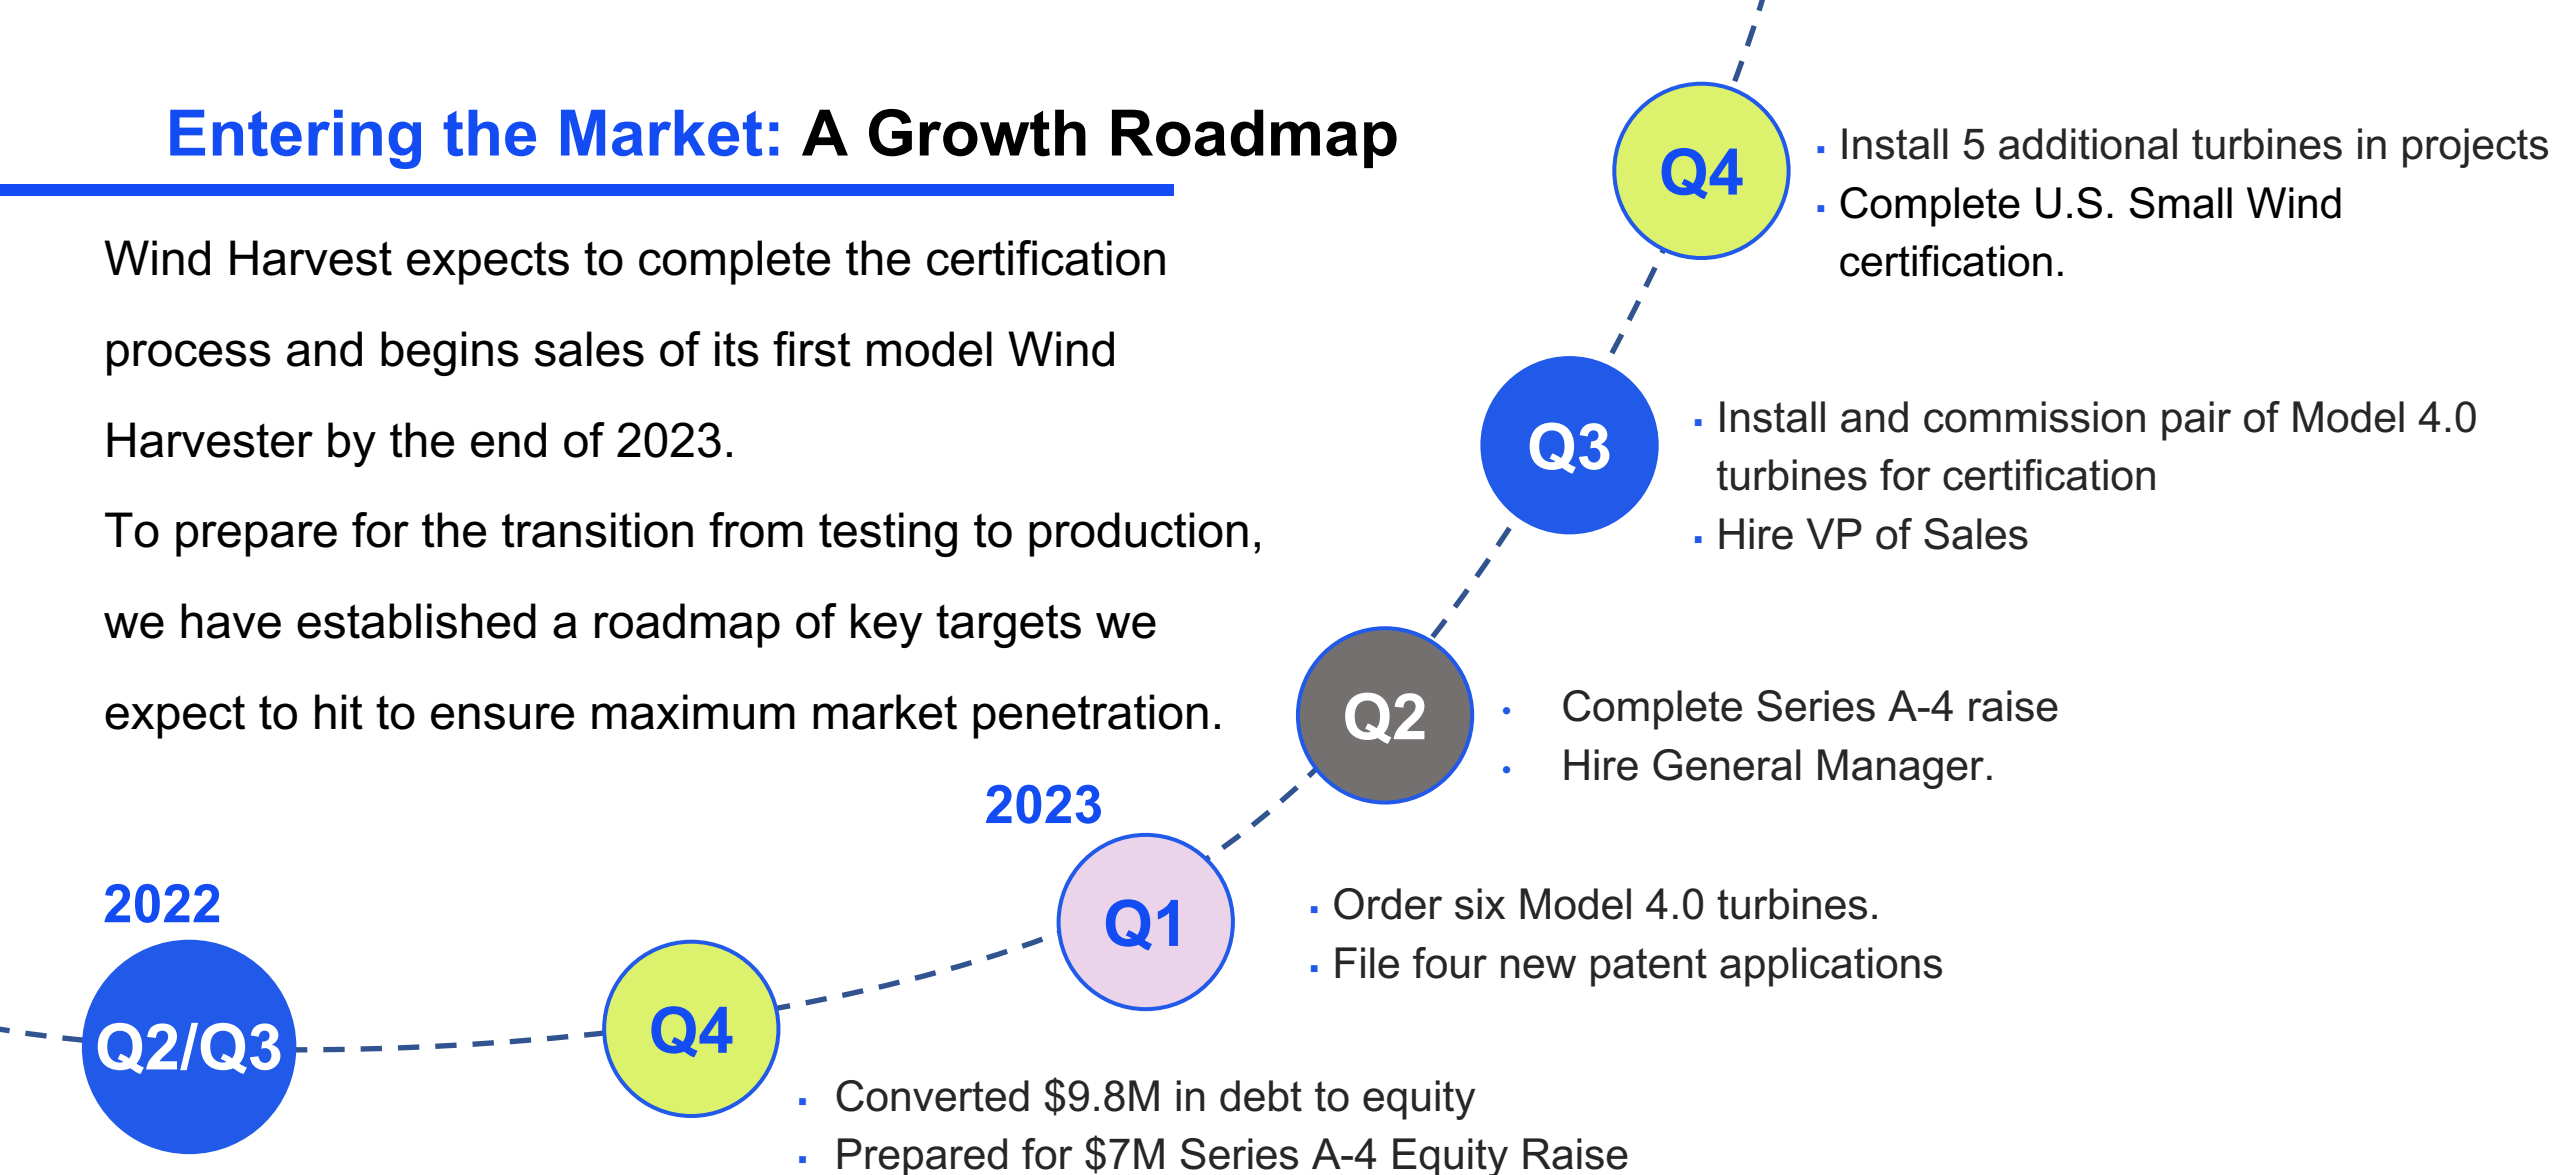 Entering the Market: A Growth Roadmap
Wind Harvest expects to complete the certification
process and begins sales of its first model Wind
Harvester by the end of 2023.
To prepare for the transition from testing to production,
we have established a roadmap of key targets we
expect to hit to ensure maximum market penetration.
2022
Q2/Q3
Q4
▪ Converted $9.8M in debt to equity
▪ Prepared for $7M Series A-4 Equity Raise
2023
Q1
▪ Order six Model 4.0 turbines.
▪ File four new patent applications
Q2
• Complete Series A-4 raise
• Hire General Manager.
Q3
▪ Install and commission pair of Model 4.0
turbines for certification
▪ Hire VP of Sales
Q4
▪ Install 5 additional turbines in projects
▪ Complete U.S. Small Wind
certification.